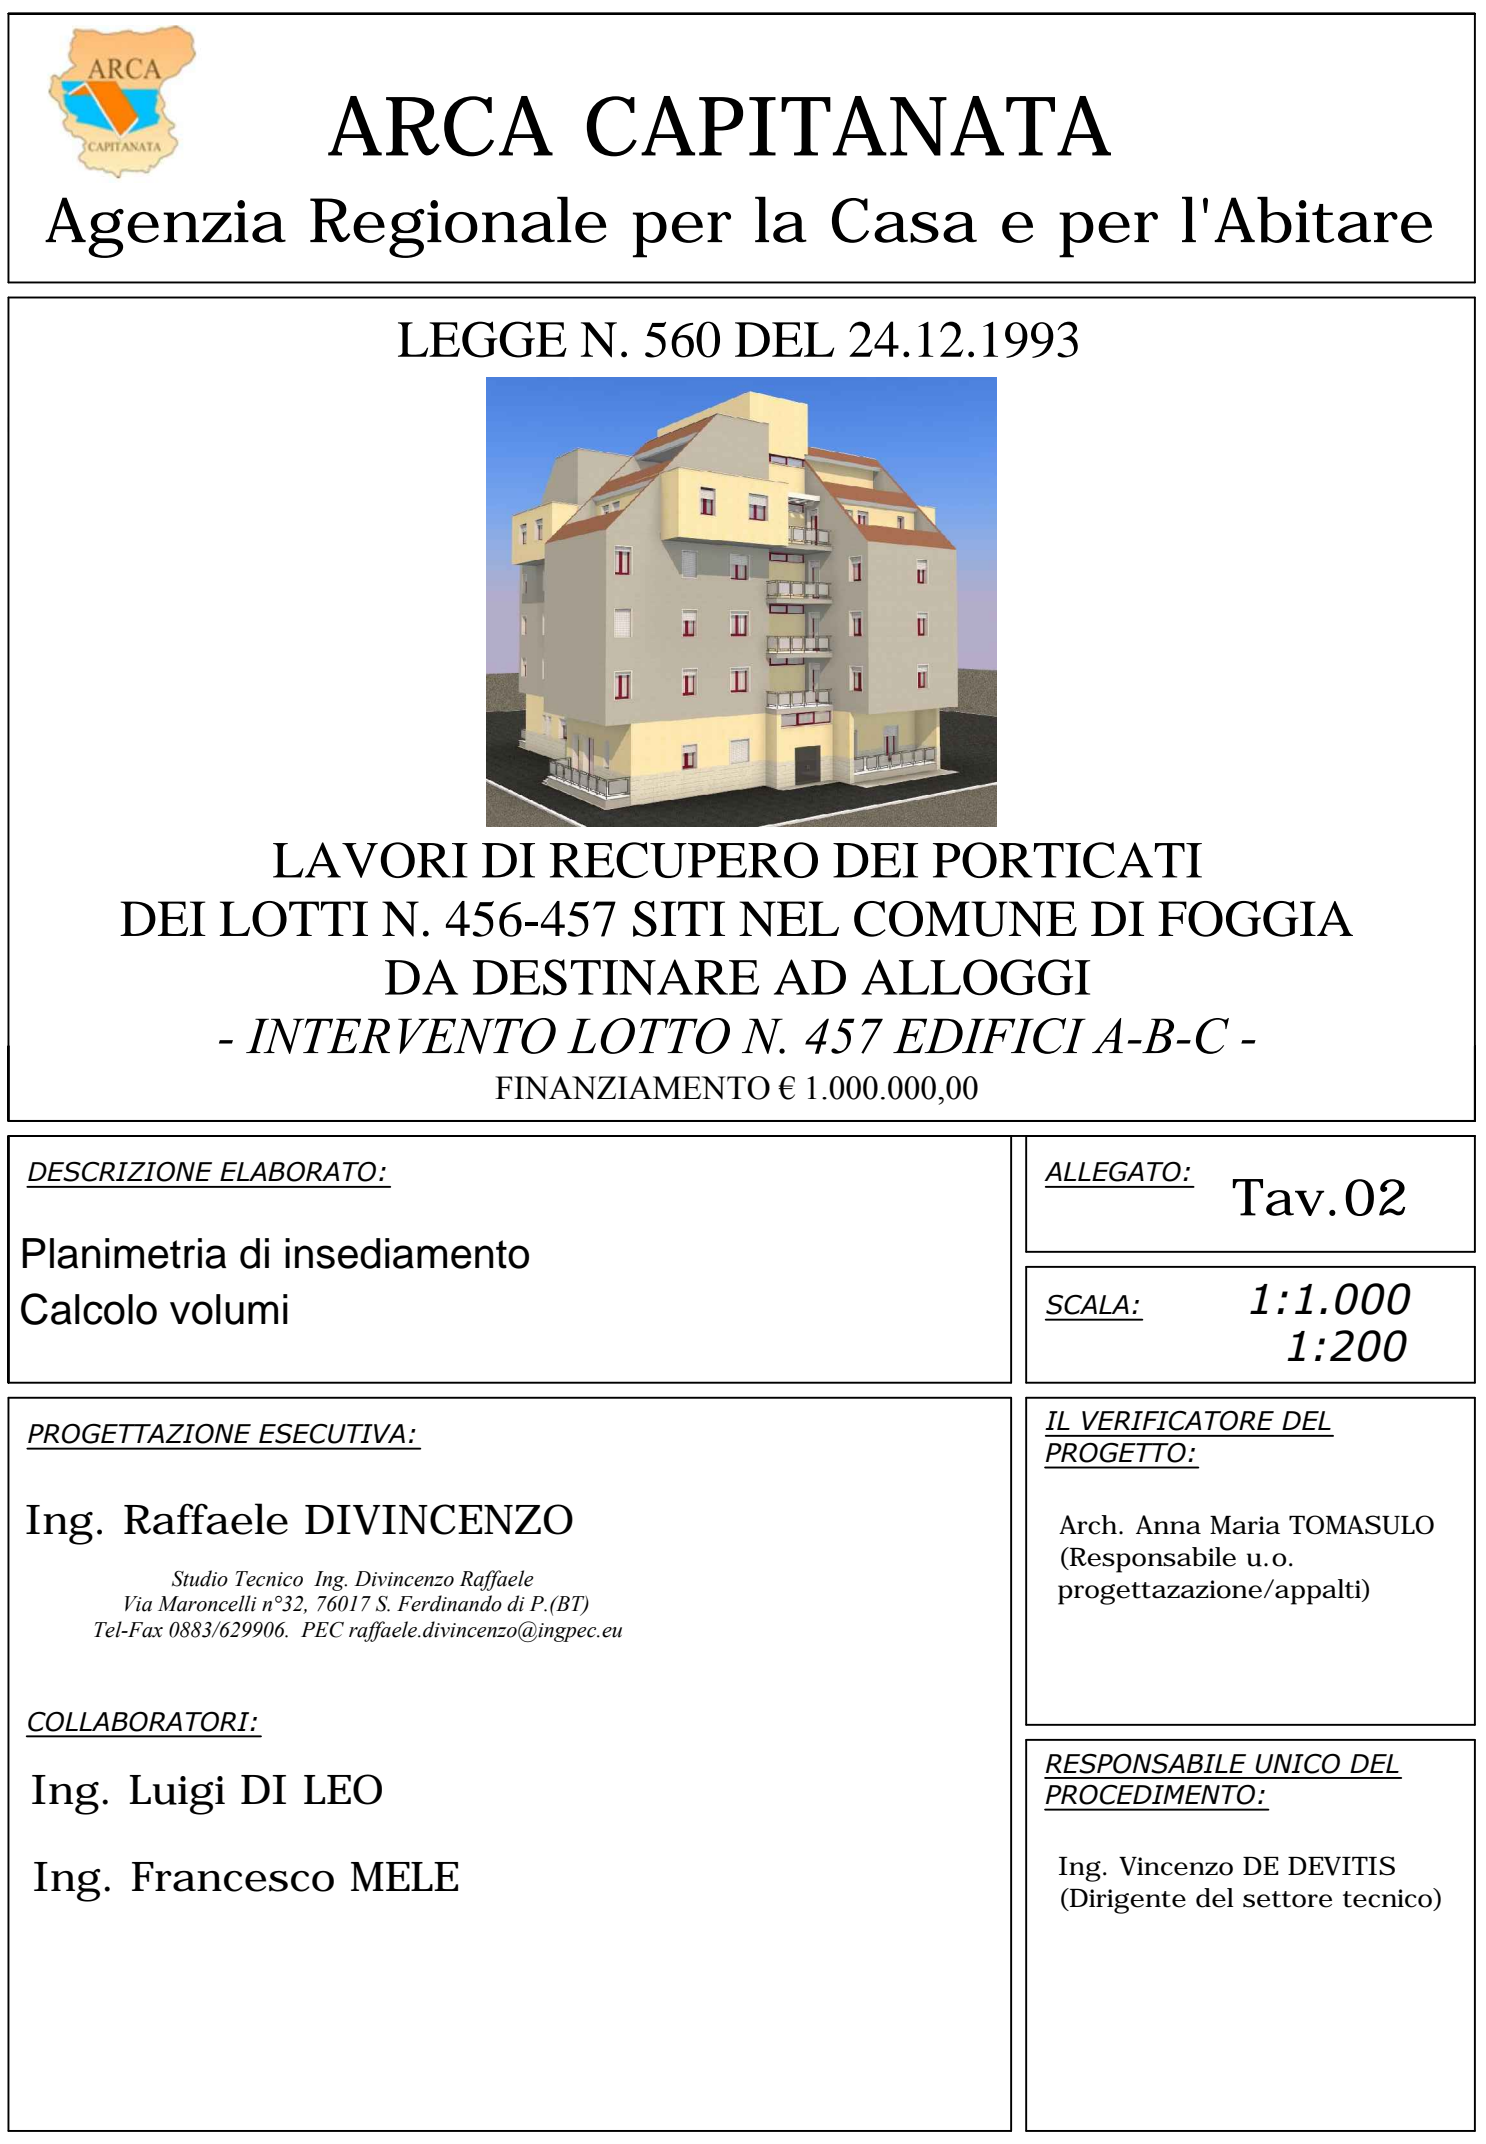 ARCA
CAPITANATA
ARCA CAPITANATA
Agenzia Regionale per la Casa e per l'Abitare
LEGGE N. 560 DEL 24.12.1993
LAVORI DI RECUPERO DEI PORTICATI
DEI LOTTI N. 456-457 SITI NEL COMUNE DI FOGGIA
DA DESTINARE AD ALLOGGI
- INTERVENTO LOTTO N. 457 EDIFICI A-B-C -
FINANZIAMENTO € 1.000.000,00
DESCRIZIONE ELABORATO:
Planimetria di insediamento
Calcolo volumi
ALLEGATO: Tav.02
SCALA: 1:1.000
1:200
PROGETTAZIONE ESECUTIVA:
Ing. Raffaele DIVINCENZO
Studio Tecnico Ing. Divincenzo Raffaele
Via Maroncelli n°32, 76017 S. Ferdinando di P.(BT)
Tel-Fax 0883/629906. PEC raffaele.divincenzo@ingpec.eu
COLLABORATORI:
Ing. Luigi DI LEO
Ing. Francesco MELE
IL VERIFICATORE DEL
PROGETTO:
Arch. Anna Maria TOMASULO
(Responsabile u.o.
progettazazione/appalti)
RESPONSABILE UNICO DEL
PROCEDIMENTO:
Ing. Vincenzo DE DEVITIS
(Dirigente del settore tecnico)